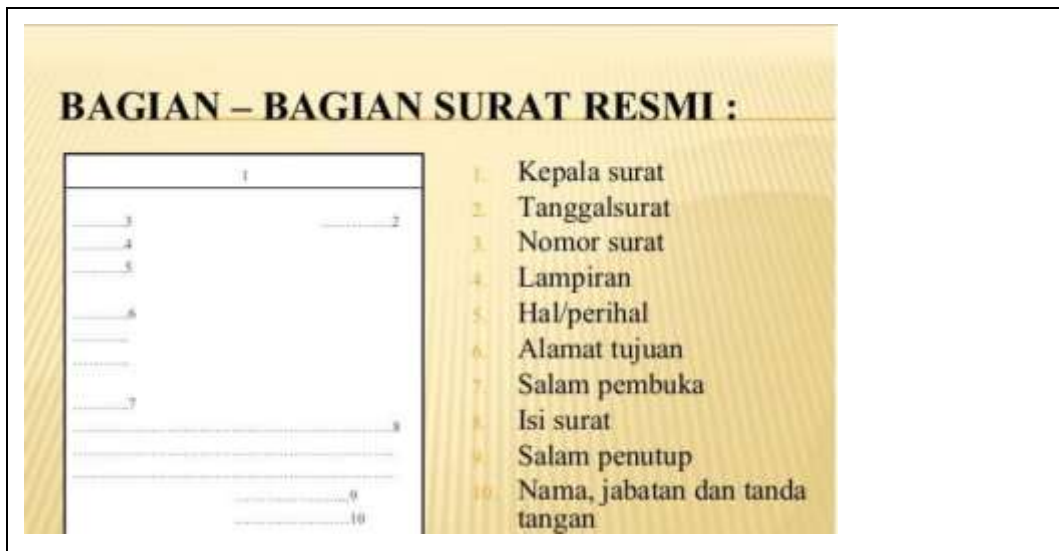 BAGIAN – BAGIAN SURAT RESMI :
1
..........3 ..............2
..........4
..........5
..........6
..........7
..........8
..........9
..........10
1. Kepala surat
2. Tanggalsurat
3. Nomor surat
4. Lampiran
5. Hal/perihal
6. Alamat tujuan
7. Salam pembuka
8. Isi surat
9. Salam penutup
10. Nama, jabatan dan tanda
tangan